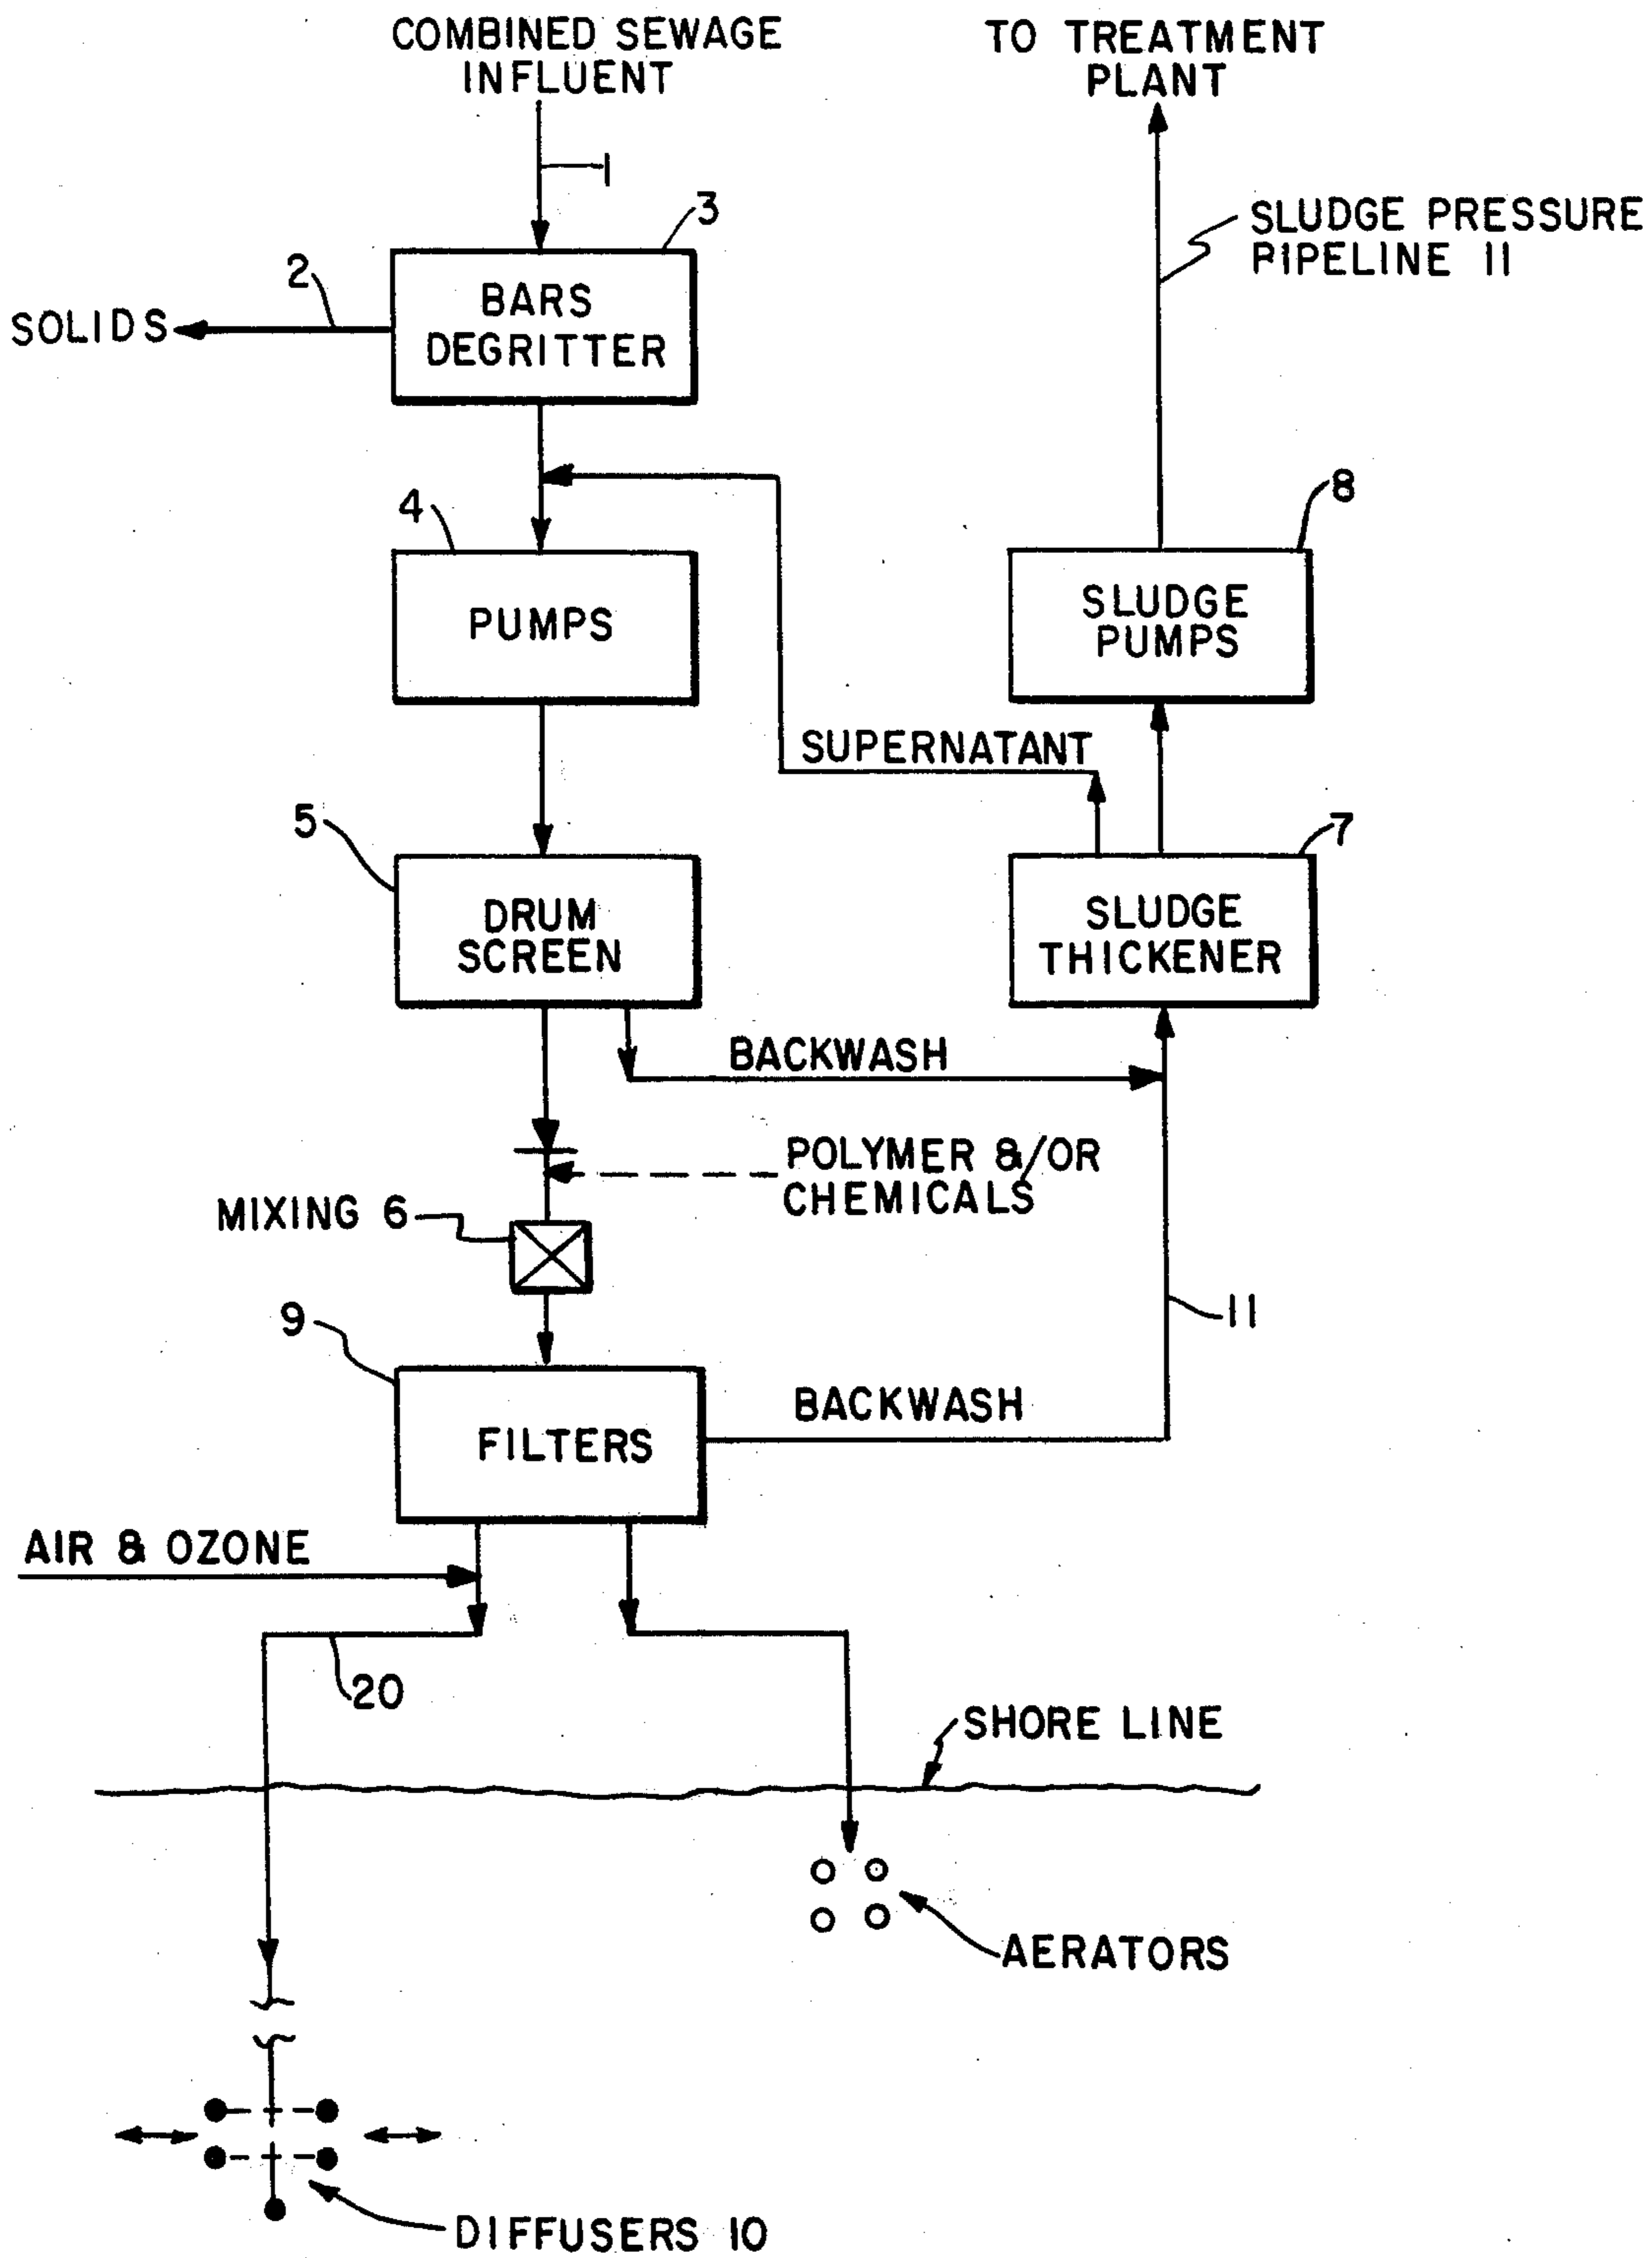 COMBINED SEWAGE
INFLUENT
TO TREATMENT
PLANT
1
3
SLUDGE PRESSURE
PIPELINE 11
2
SOLIDS
BARS
DEGRITTER
4
8
PUMPS
SLUDGE
PUMPS
SUPERNATANT
5
7
DRUM
SCREEN
SLUDGE
THICKENER
BACKWASH
POLYMER &/OR
CHEMICALS
MIXING 6
9
11
BACKWASH
FILTERS
AIR & OZONE
20
SHORE LINE
AERATORS
DIFFUSERS 10